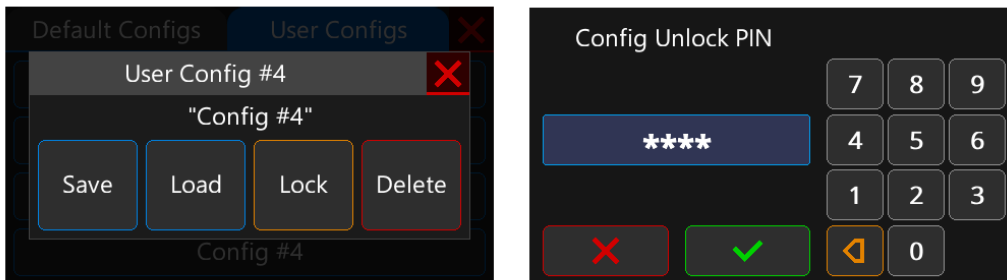 Default Configs User Configs
User Config #4
"Config #4"
Save Load Lock Delete
Config #4
Config Unlock PIN
****
7 8 9
4 5 6
1 2 3
0